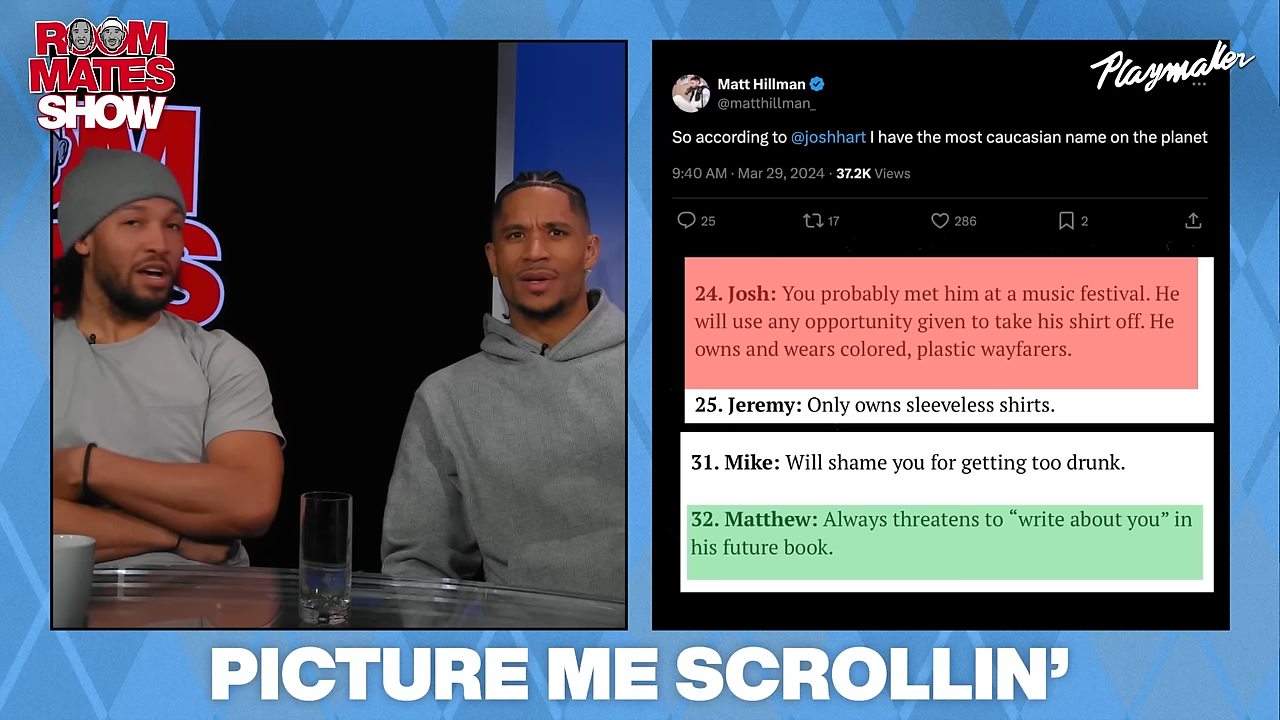 ROOM
MATES
SHOW
Playmaker
Matt Hillman
@matthillman_
So according to @joshhart I have the most caucasian name on the planet
9:40 AM · Mar 29, 2024 · 37.2K Views
25 17 286 2
24. Josh: You probably met him at a music festival. He
will use any opportunity given to take his shirt off. He
owns and wears colored, plastic wayfarers.
25. Jeremy: Only owns sleeveless shirts.
31. Mike: Will shame you for getting too drunk.
32. Matthew: Always threatens to “write about you” in
his future book.
PICTURE ME SCROLLIN’